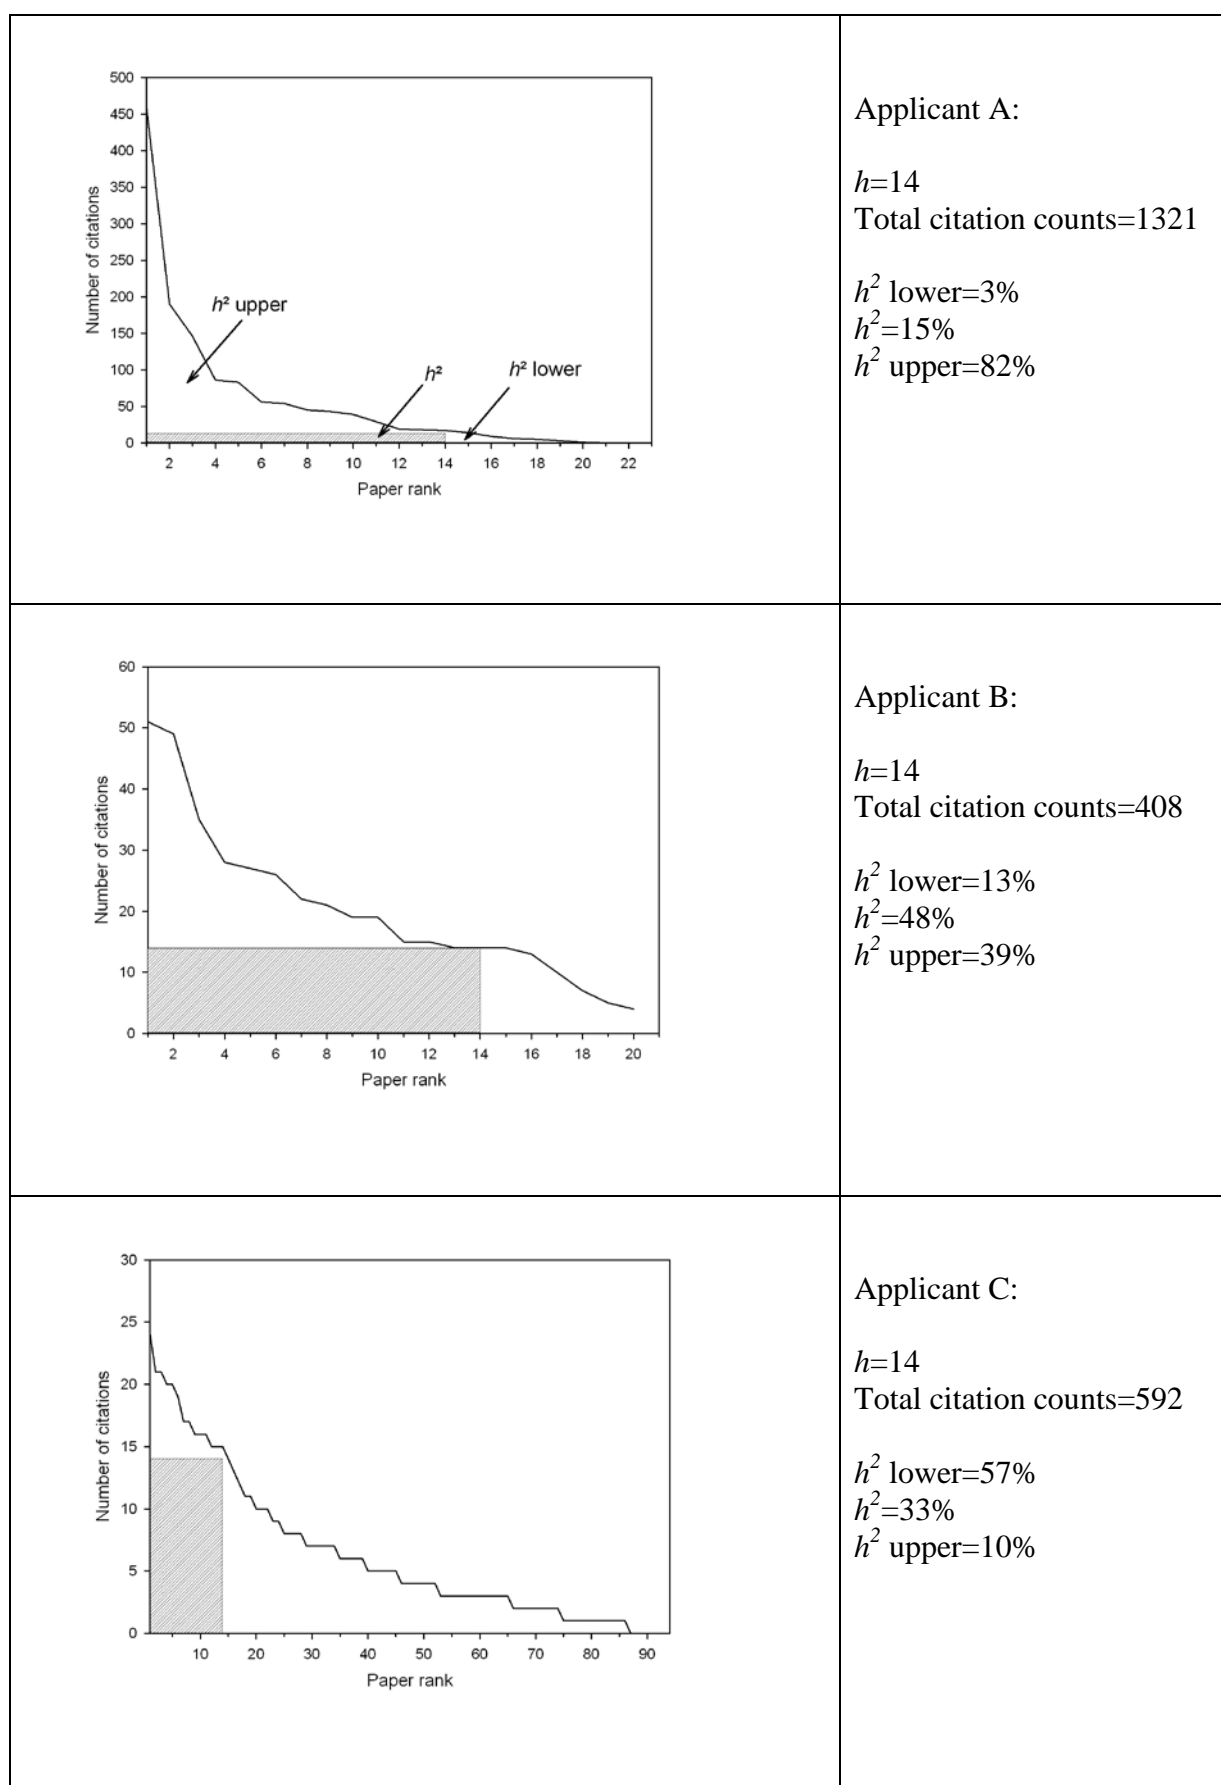 500
450
400
350
300
250
200
150
100
50
0
Number of citations
h² upper
h²
h² lower
2 4 6 8 10 12 14 16 18 20 22
Paper rank
Applicant A:
h=14
Total citation counts=1321
h² lower=3%
h²=15%
h² upper=82%
60
50
40
30
20
10
0
Number of citations
2 4 6 8 10 12 14 16 18 20
Paper rank
Applicant B:
h=14
Total citation counts=408
h² lower=13%
h²=48%
h² upper=39%
30
25
20
15
10
5
0
Number of citations
10 20 30 40 50 60 70 80 90
Paper rank
Applicant C:
h=14
Total citation counts=592
h² lower=57%
h²=33%
h² upper=10%